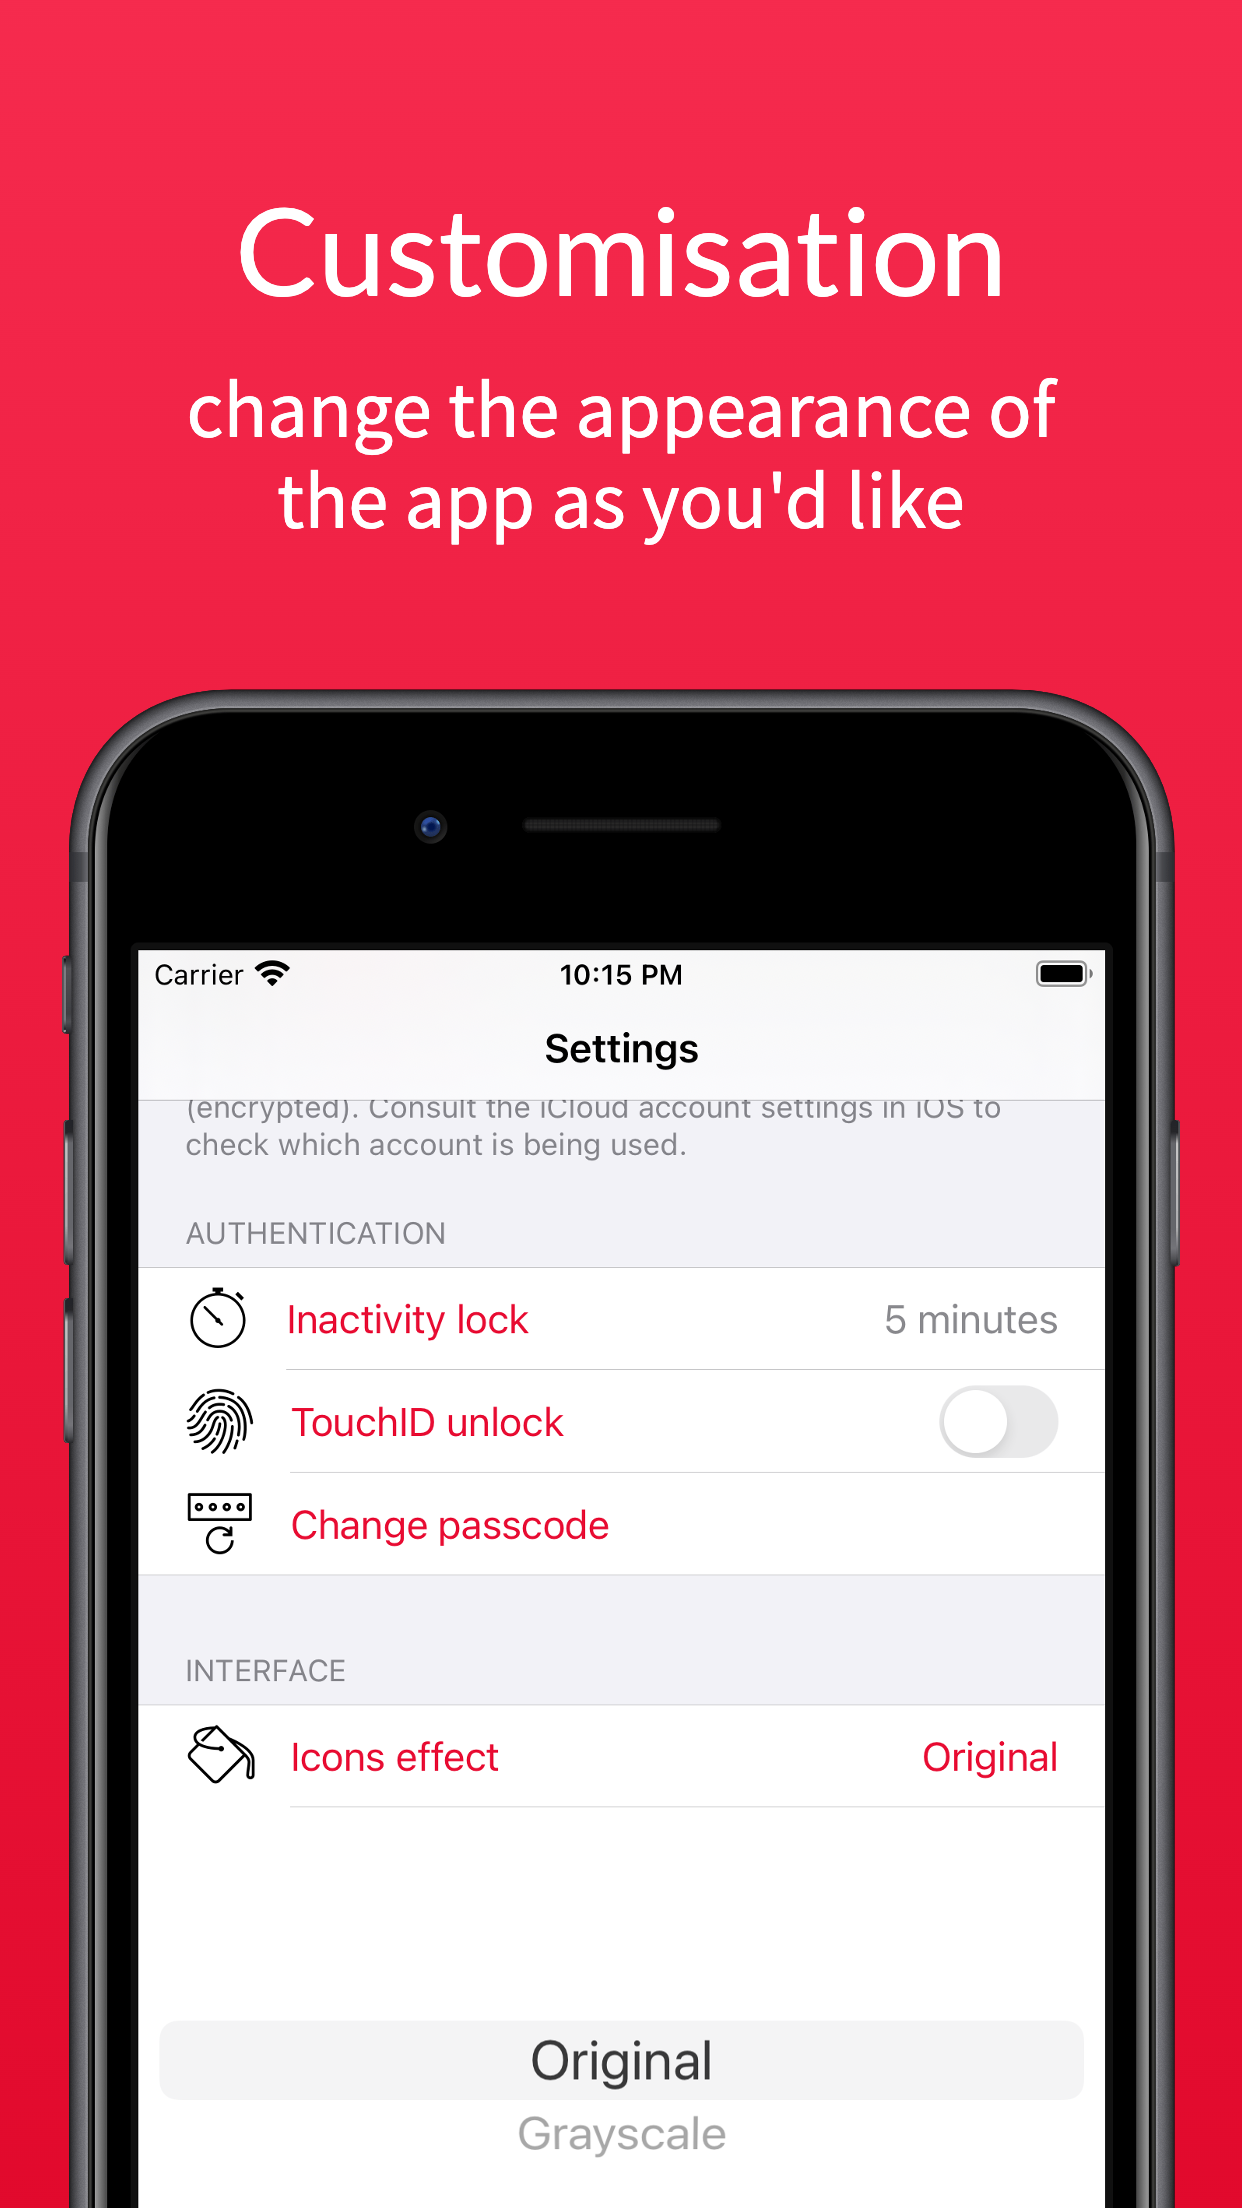 Customisation
change the appearance of
the app as you'd like
Carrier 10:15 PM
Settings
(encrypted). Consult the iCloud account settings in iOS to
check which account is being used.
AUTHENTICATION
Inactivity lock 5 minutes
TouchID unlock
Change passcode
INTERFACE
Icons effect Original
Original
Grayscale